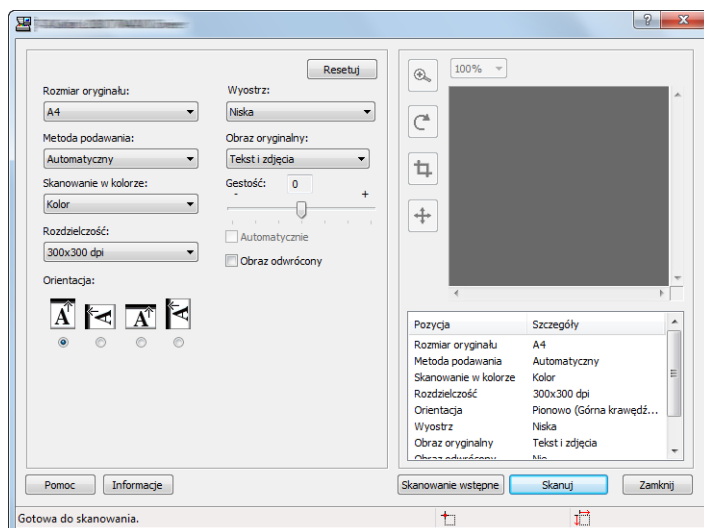 Resetuj
Rozmiar oryginału:
A4
Metoda podawania:
Automatyczny
Skanowanie w kolorze:
Kolor
Rozdzielczość:
300x300 dpi
Orientacja:
A A A A
Wyostrz:
Niska
Obraz oryginalny:
Tekst i zdjęcia
Gęstość: 0
- +
Automatycznie
Obraz odwrócony
100%
Pozycja Szczegóły
Rozmiar oryginału A4
Metoda podawania Automatyczny
Skanowanie w kolorze Kolor
Rozdzielczość 300x300 dpi
Orientacja Pionowo (Górna krawędź...
Wyostrz Niska
Obraz oryginalny Tekst i zdjęcia
Obraz odwrócony Nie
Pomoc Informacje Skanowanie wstępne Skanuj Zamknij
Gotowa do skanowania.